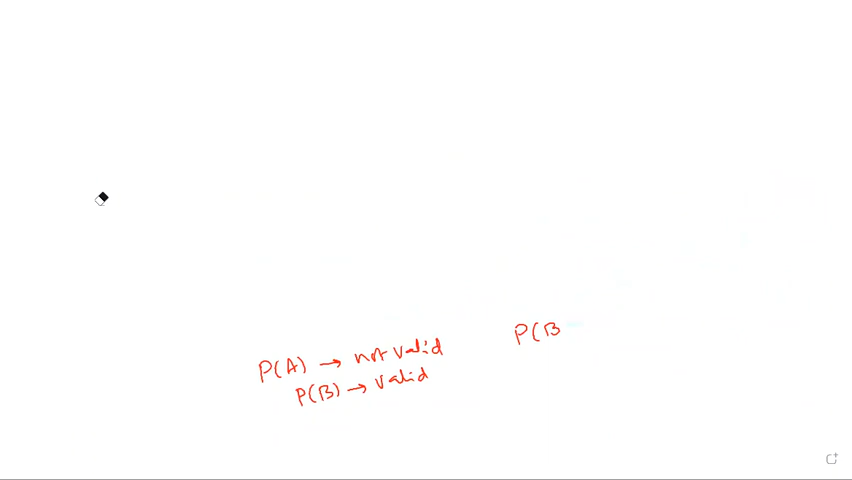 P(A) → not valid
P(B) → valid
P(B